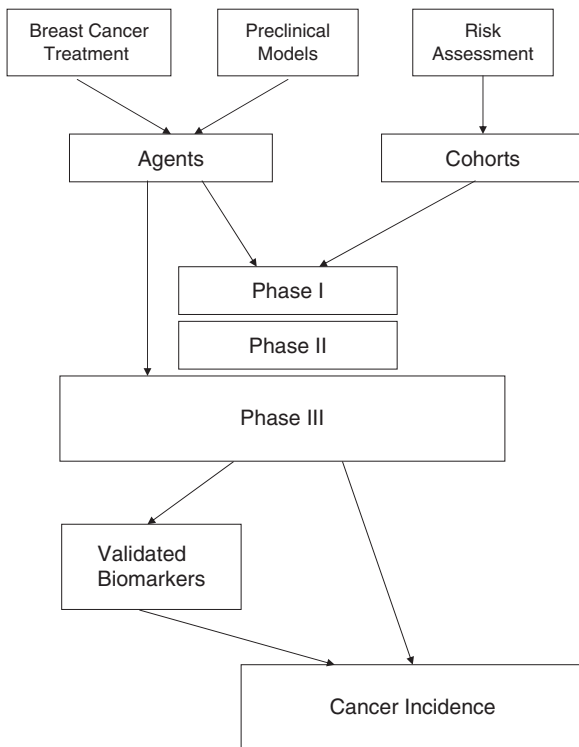 Breast Cancer
Treatment
Preclinical
Models
Risk
Assessment
Agents
Cohorts
Phase I
Phase II
Phase III
Validated
Biomarkers
Cancer Incidence